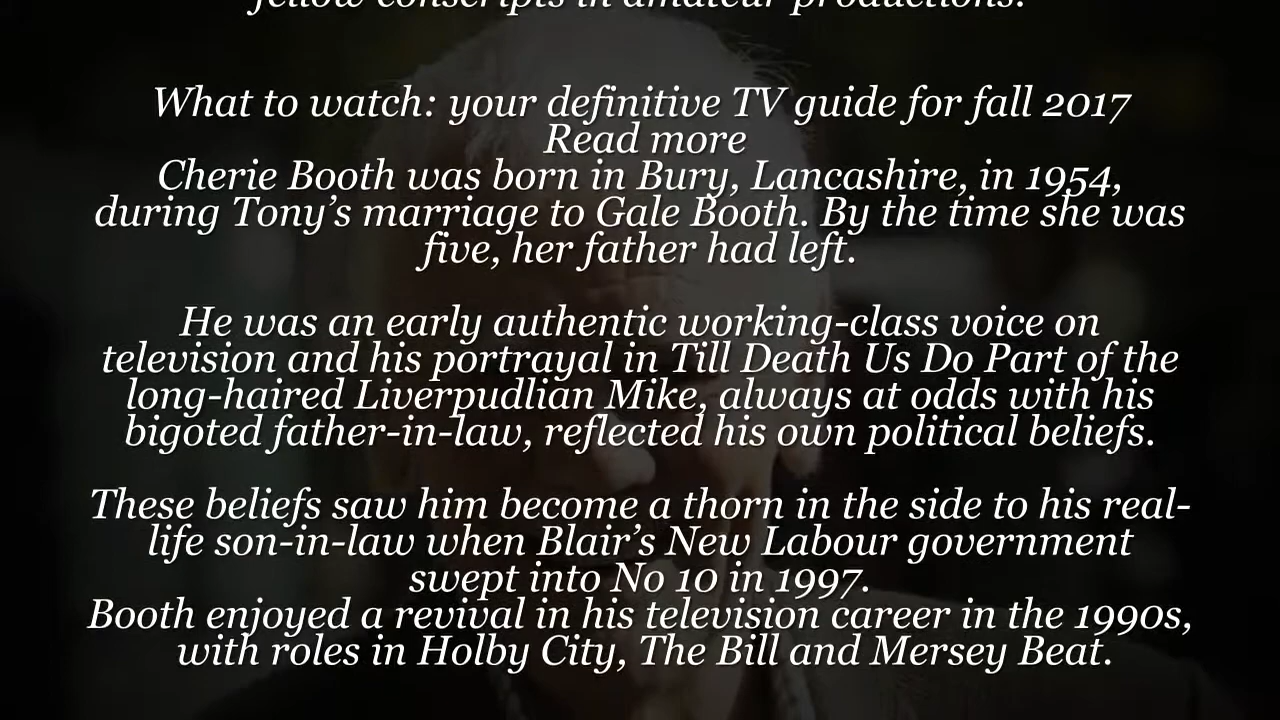 fellow conscripts in amateur productions.
What to watch: your definitive TV guide for fall 2017
Read more
Cherie Booth was born in Bury, Lancashire, in 1954,
during Tony’s marriage to Gale Booth. By the time she was
five, her father had left.
He was an early authentic working-class voice on
television and his portrayal in Till Death Us Do Part of the
long-haired Liverpudlian Mike, always at odds with his
bigoted father-in-law, reflected his own political beliefs.
These beliefs saw him become a thorn in the side to his real-
life son-in-law when Blair’s New Labour government
swept into No 10 in 1997.
Booth enjoyed a revival in his television career in the 1990s,
with roles in Holby City, The Bill and Mersey Beat.